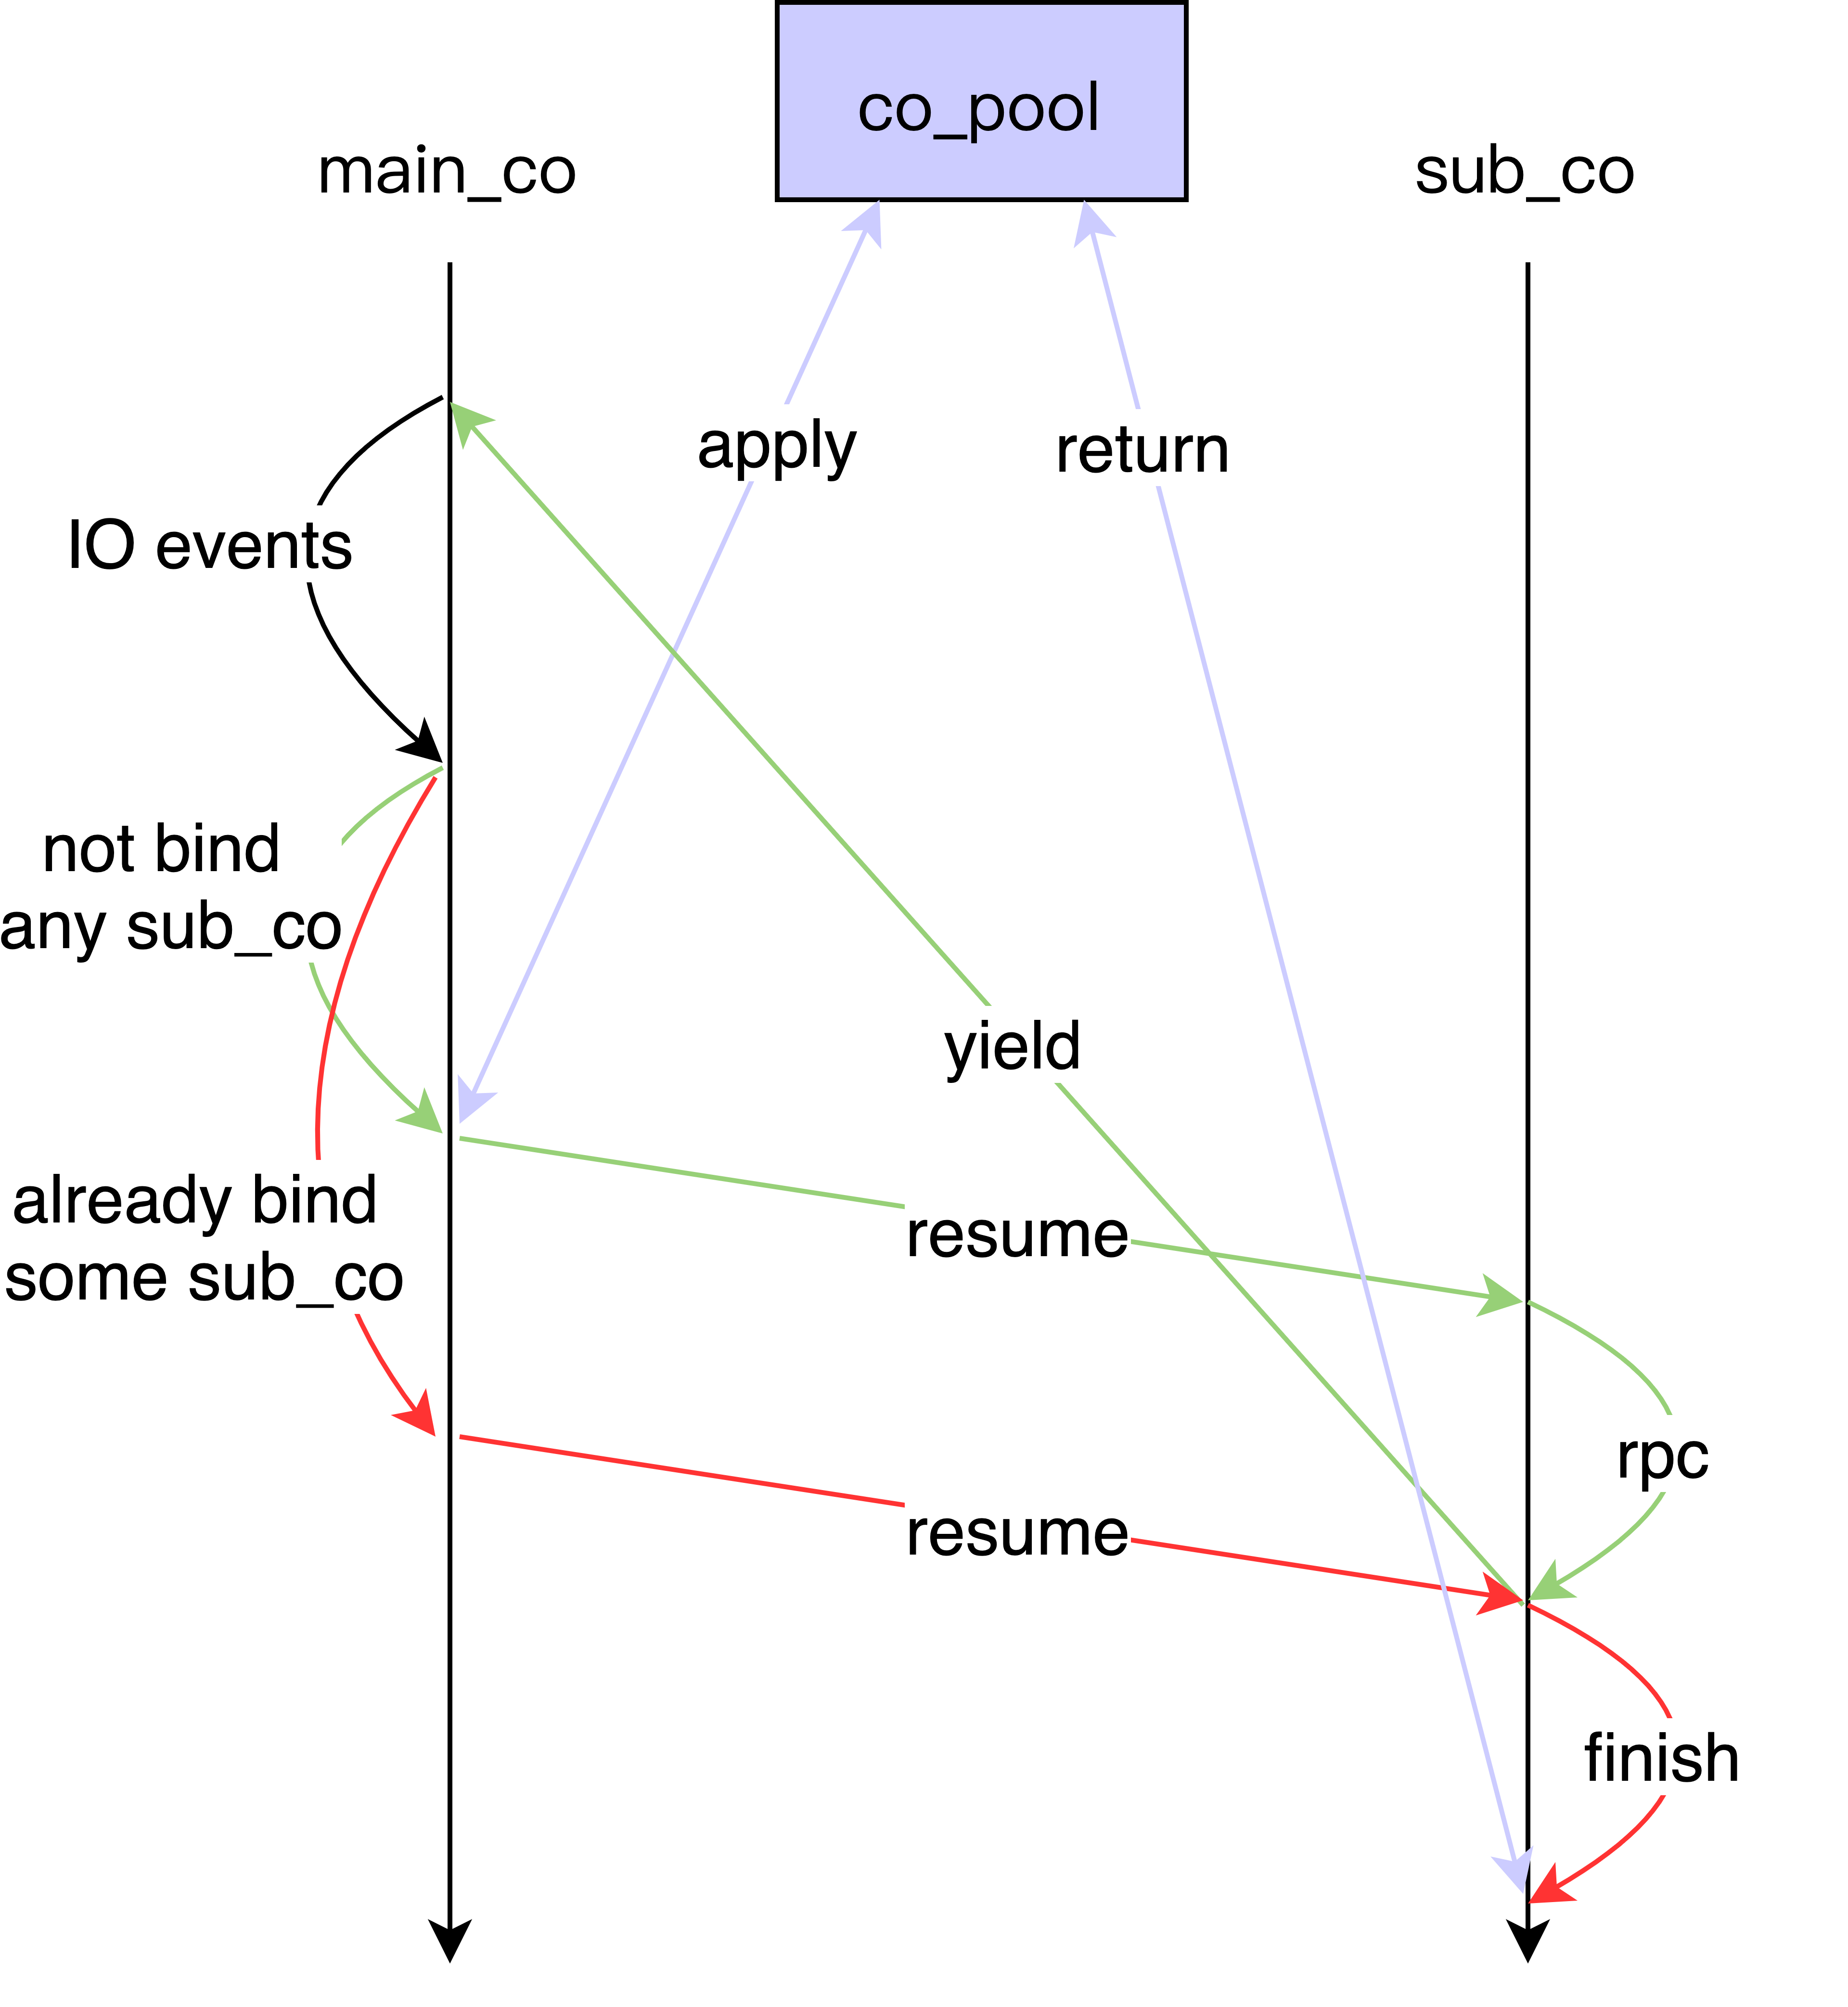 co_pool
main_co
sub_co
apply
return
IO events
not bind
any sub_co
yield
already bind
some sub_co
resume
rpc
resume
finish